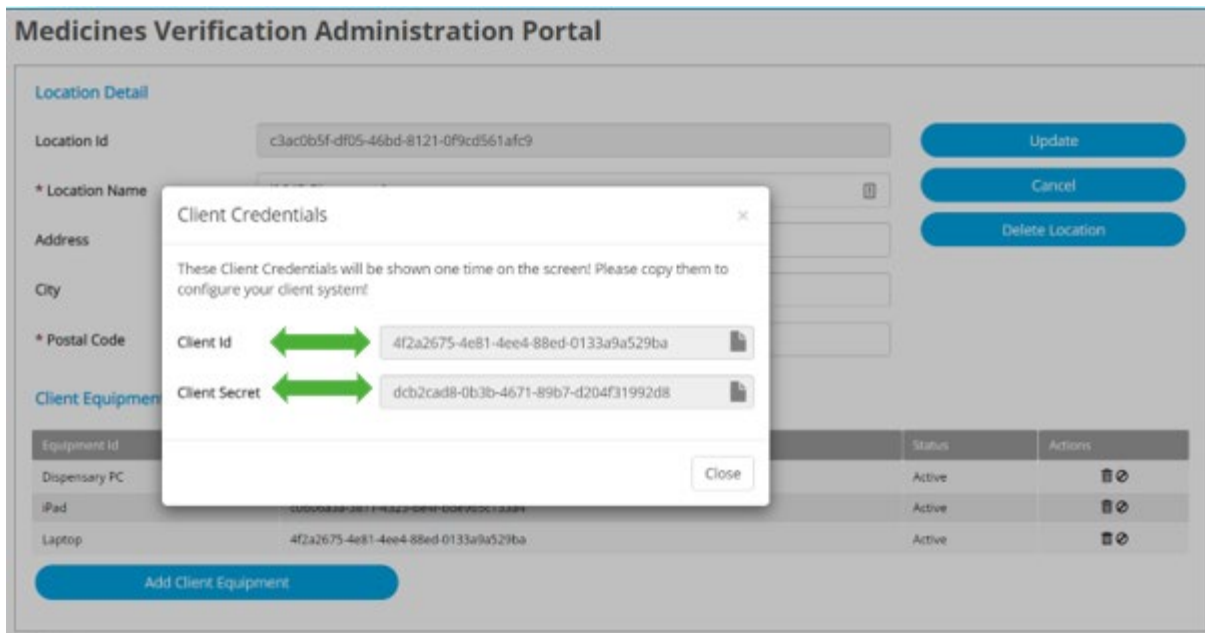 Medicines Verification Administration Portal
Location Detail
Location Id c3ac0b5f-df05-46bd-8121-0f9cd561afc9 Update
* Location Name Cancel
Client Credentials ×
Address Delete Location
These Client Credentials will be shown one time on the screen! Please copy them to
City configure your client system!
* Postal Code Client Id 4f2a2675-4e81-4ee4-88ed-0133a9a529ba
Client Equipmen Client Secret dcb2cad8-0b3b-4671-89b7-d204f31992d8
Equipment Id Status Actions
Close
Dispensary PC Active
iPad Active
Laptop 4f2a2675-4e81-4ee4-88ed-0133a9a529ba Active
Add Client Equipment